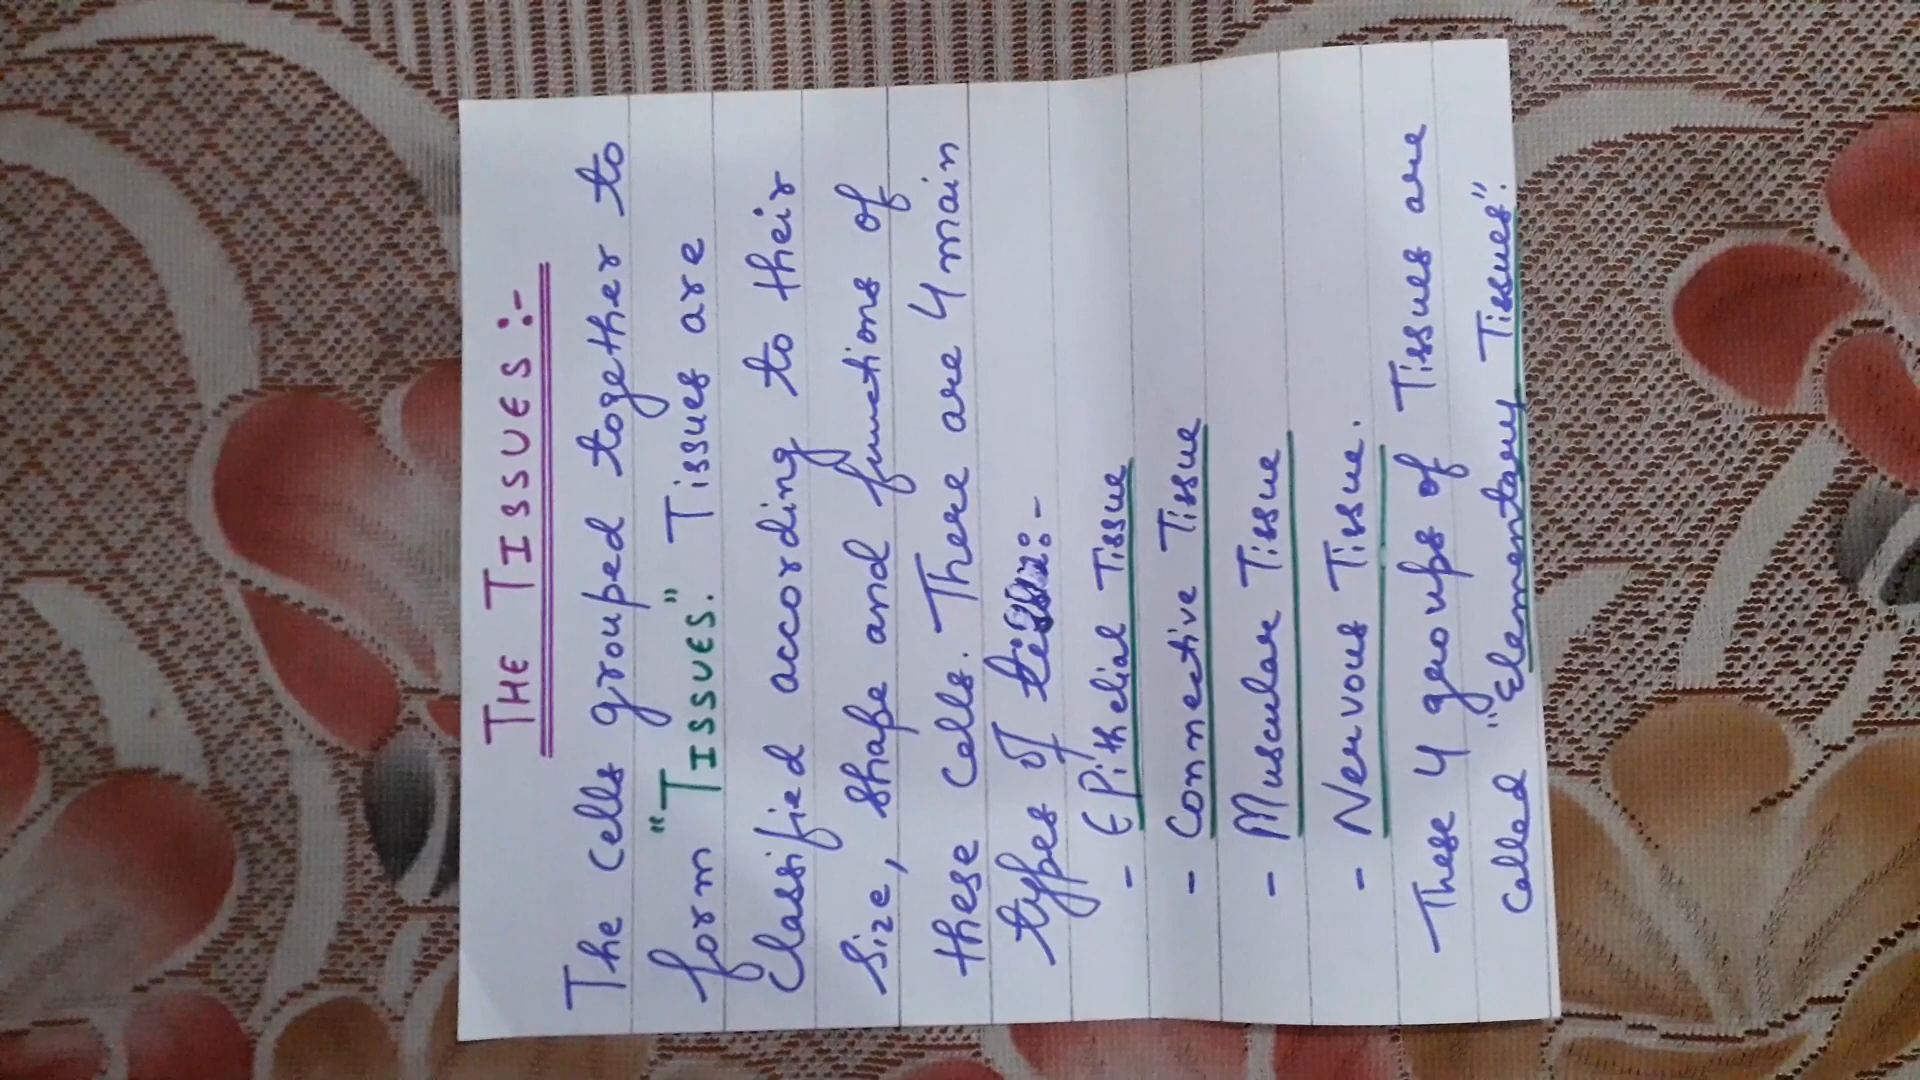 THE TISSUES :-
The cells grouped together to
form "TISSUES." Tissues are
Classified according to their
Size, shape and functions of
these cells. There are 4 main
types of :-
- EPithelial Tissue
- Connective Tissue
- Muscular Tissue
- Nervous Tissue.
These 4 groups of Tissues are
Called "Elementary Tissues".